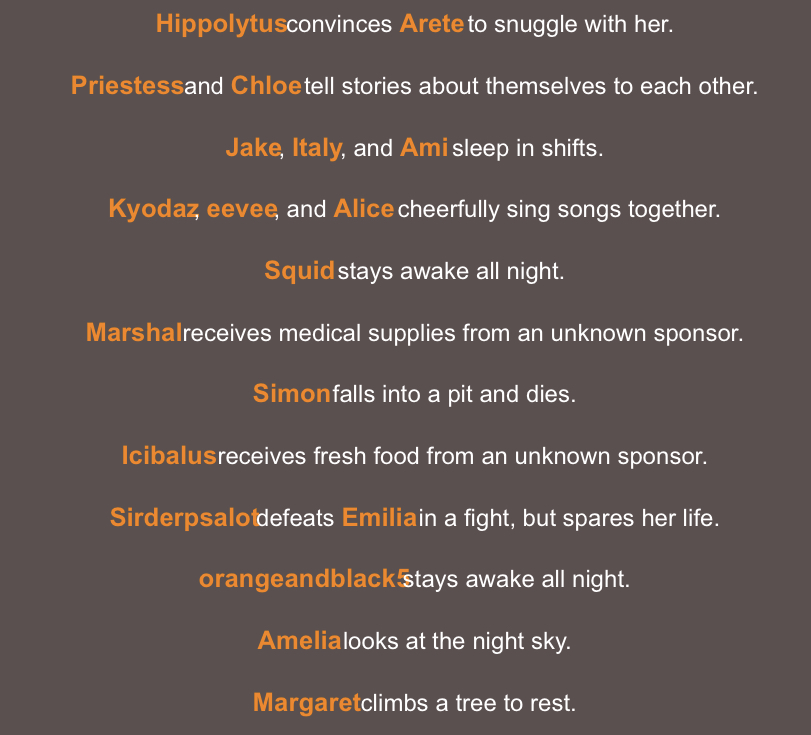 Hippolytus convinces Arete to snuggle with her.
Priestess and Chloe tell stories about themselves to each other.
Jake, Italy, and Ami sleep in shifts.
Kyodaz, eevee, and Alice cheerfully sing songs together.
Squid stays awake all night.
Marshal receives medical supplies from an unknown sponsor.
Simon falls into a pit and dies.
Icibalus receives fresh food from an unknown sponsor.
Sirderpsalot defeats Emilia in a fight, but spares her life.
orangeandblack5 stays awake all night.
Amelia looks at the night sky.
Margaret climbs a tree to rest.